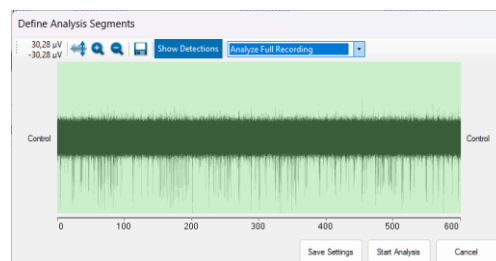 Define Analysis Segments
30,28 µV
-30,28 µV
Show Detections
Analyze Full Recording
Control
Control
0 100 200 300 400 500 600
Save Settings
Start Analysis
Cancel